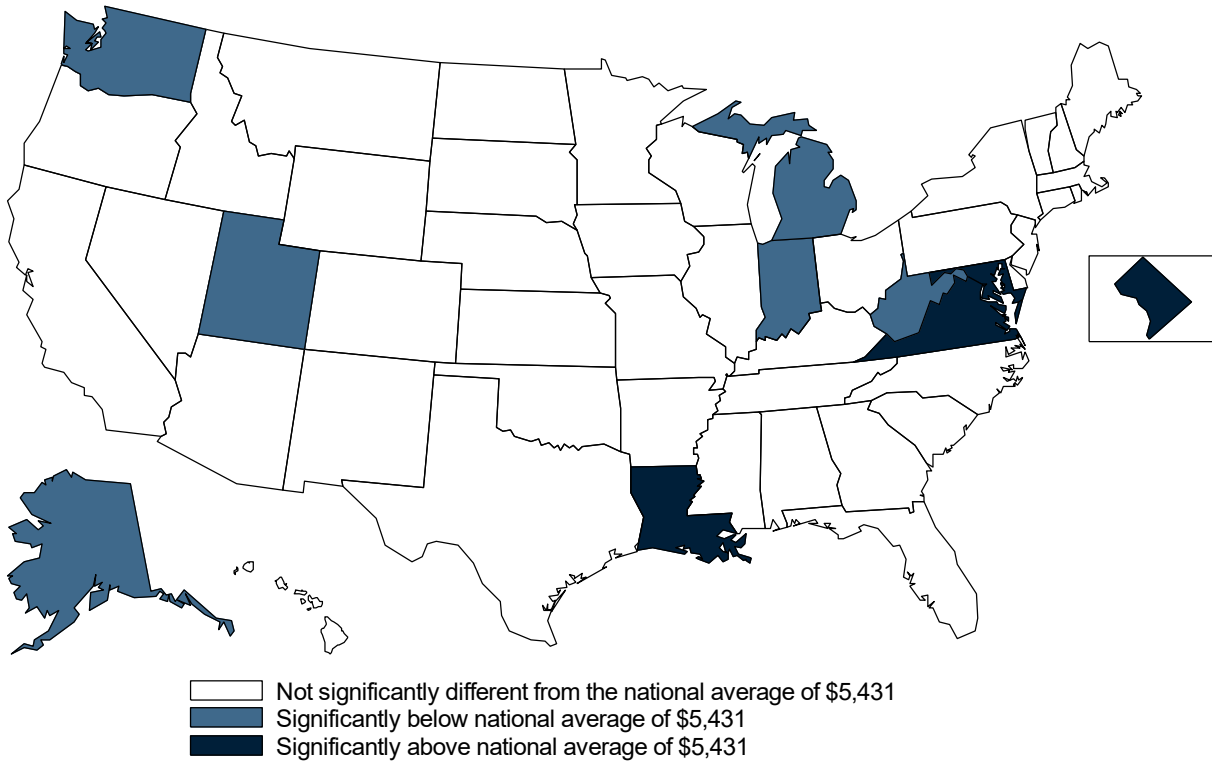 Not significantly different from the national average of $5,431
Significantly below national average of $5,431
Significantly above national average of $5,431